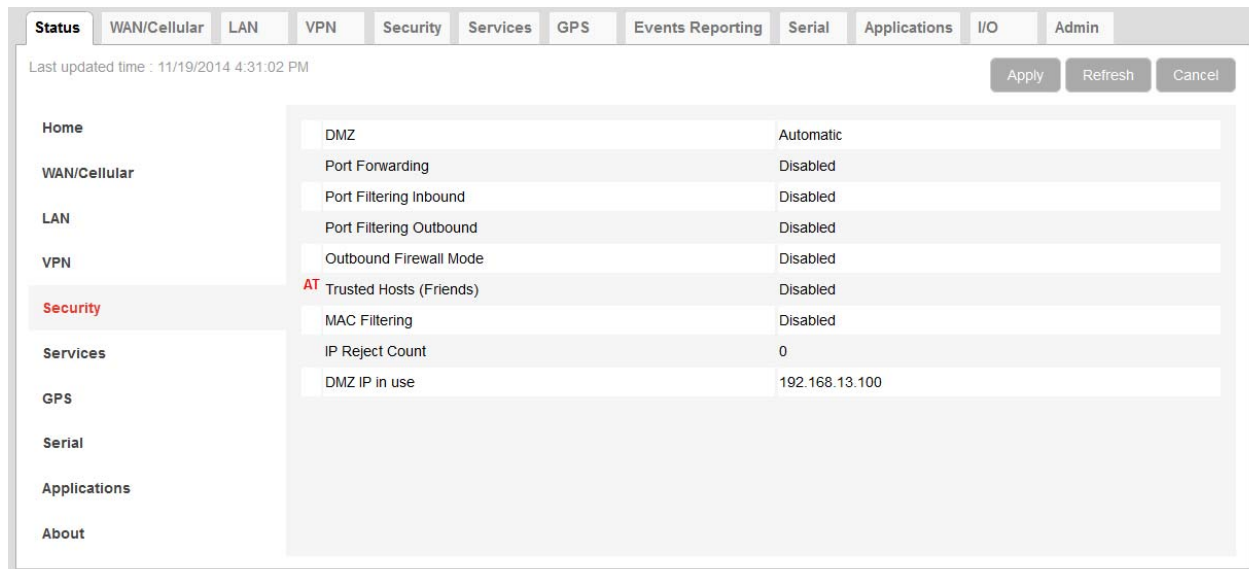 Status WAN/Cellular LAN VPN Security Services GPS Events Reporting Serial Applications I/O Admin
Last updated time : 11/19/2014 4:31:02 PM
Apply Refresh Cancel
Home
WAN/Cellular
LAN
VPN
Security
Services
GPS
Serial
Applications
About
DMZ Automatic
Port Forwarding Disabled
Port Filtering Inbound Disabled
Port Filtering Outbound Disabled
Outbound Firewall Mode Disabled
AT Trusted Hosts (Friends) Disabled
MAC Filtering Disabled
IP Reject Count 0
DMZ IP in use 192.168.13.100